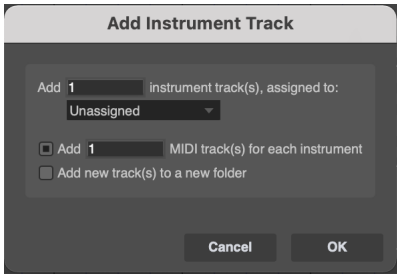 Add Instrument Track
Add 1 instrument track(s), assigned to:
Unassigned
Add 1 MIDI track(s) for each instrument
Add new track(s) to a new folder
Cancel OK